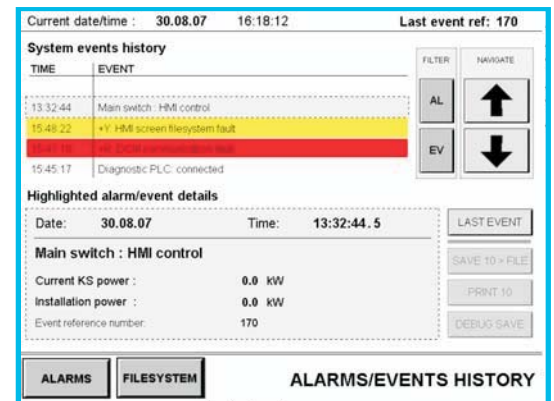 Current date/time : 30.08.07 16:18:12 Last event ref: 170
System events history
TIME EVENT
FILTER NAVIGATE
13:32:44 Main switch : HMI control
AL
15:48:22 +Y: HMI screen filesystem fault
EV
15:45:17 Diagnostic PLC: connected
Highlighted alarm/event details
Date: 30.08.07 Time: 13:32:44.5
LAST EVENT
Main switch : HMI control
SAVE 10 > FILE
Current KS power : 0.0 kW
PRINT 10
Installation power : 0.0 kW
Event reference number: 170
DEBUG SAVE
ALARMS FILESYSTEM ALARMS/EVENTS HISTORY